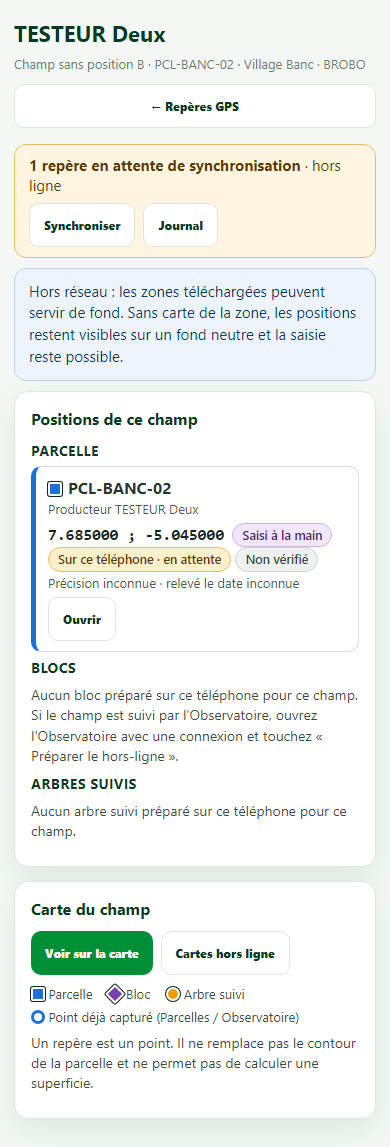 TESTEUR Deux
Champ sans position B · PCL-BANC-02 · Village Banc · BROBO
← Repères GPS
1 repère en attente de synchronisation · hors
ligne
Synchroniser
Journal
Hors réseau : les zones téléchargées peuvent
servir de fond. Sans carte de la zone, les positions
restent visibles sur un fond neutre et la saisie
reste possible.
Positions de ce champ
PARCELLE
PCL-BANC-02
Producteur TESTEUR Deux
7.685000 ; -5.045000 Saisi à la main
Sur ce téléphone · en attente Non vérifié
Précision inconnue · relevé le date inconnue
Ouvrir
BLOCS
Aucun bloc préparé sur ce téléphone pour ce champ.
Si le champ est suivi par l'Observatoire, ouvrez
l'Observatoire avec une connexion et touchez «
Préparer le hors-ligne ».
ARBRES SUIVIS
Aucun arbre suivi préparé sur ce téléphone pour ce
champ.
Carte du champ
Voir sur la carte
Cartes hors ligne
Parcelle Bloc Arbre suivi
Point déjà capturé (Parcelles / Observatoire)
Un repère est un point. Il ne remplace pas le contour
de la parcelle et ne permet pas de calculer une
superficie.